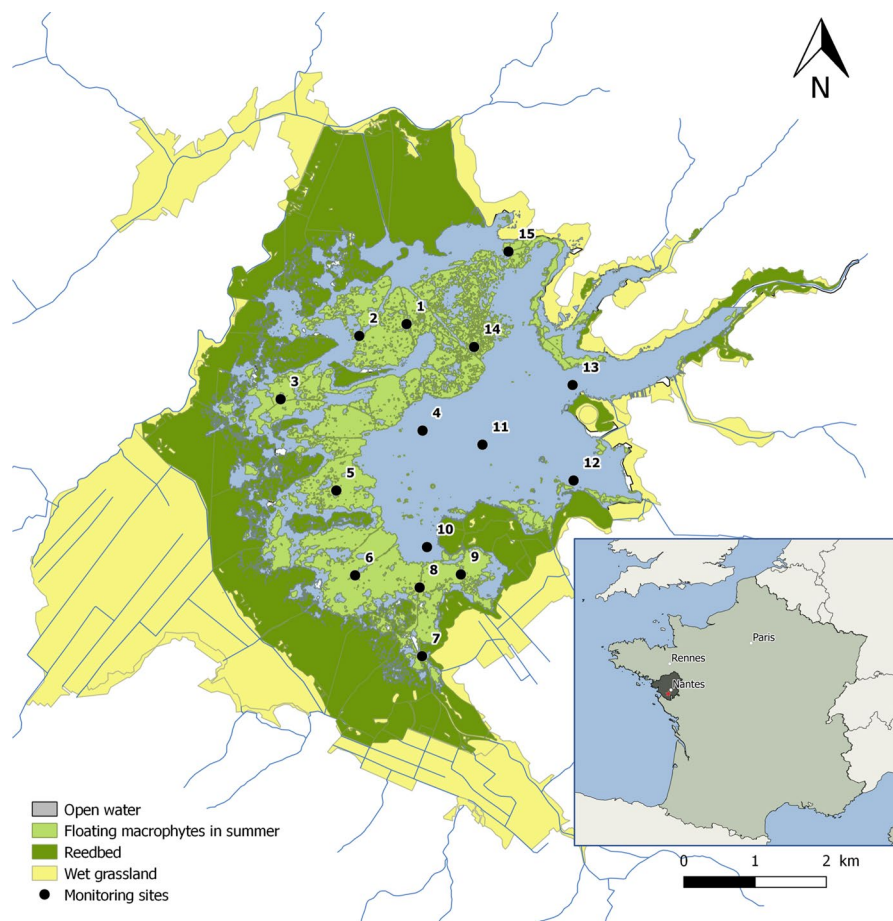 N
15
1
2
14
3
13
4
11
12
5
10
6
8
9
7
Paris
Rennes
Nantes
Open water
Floating macrophytes in summer
Reedbed
Wet grassland
Monitoring sites
0 1 2 km